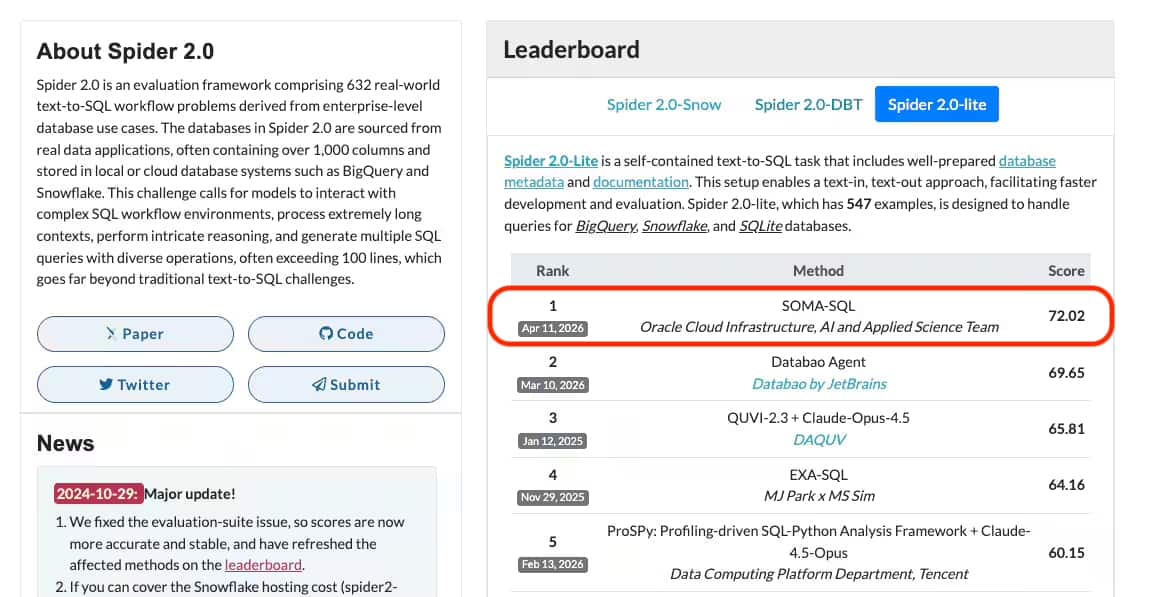 About Spider 2.0
Spider 2.0 is an evaluation framework comprising 632 real-world
text-to-SQL workflow problems derived from enterprise-level
database use cases. The databases in Spider 2.0 are sourced from
real data applications, often containing over 1,000 columns and
stored in local or cloud database systems such as BigQuery and
Snowflake. This challenge calls for models to interact with
complex SQL workflow environments, process extremely long
contexts, perform intricate reasoning, and generate multiple SQL
queries with diverse operations, often exceeding 100 lines, which
goes far beyond traditional text-to-SQL challenges.
Paper
Code
Twitter
Submit
News
2024-10-29: Major update!
1. We fixed the evaluation-suite issue, so scores are now
more accurate and stable, and have refreshed the
affected methods on the leaderboard.
2. If you can cover the Snowflake hosting cost (spider2-
Leaderboard
Spider 2.0-Snow
Spider 2.0-DBT
Spider 2.0-lite
Spider 2.0-Lite is a self-contained text-to-SQL task that includes well-prepared database
metadata and documentation. This setup enables a text-in, text-out approach, facilitating faster
development and evaluation. Spider 2.0-lite, which has 547 examples, is designed to handle
queries for BigQuery, Snowflake, and SQLite databases.
Rank Method Score
1 SOMA-SQL
Apr 11, 2026 Oracle Cloud Infrastructure, AI and Applied Science Team 72.02
2 Databao Agent
Mar 10, 2026 Databao by JetBrains 69.65
3 QUVI-2.3 + Claude-Opus-4.5
Jan 12, 2025 DAQUV 65.81
4 EXA-SQL
Nov 29, 2025 MJ Park x MS Sim 64.16
ProSPy: Profiling-driven SQL-Python Analysis Framework + Claude-
5 4.5-Opus 60.15
Feb 13, 2026 Data Computing Platform Department, Tencent